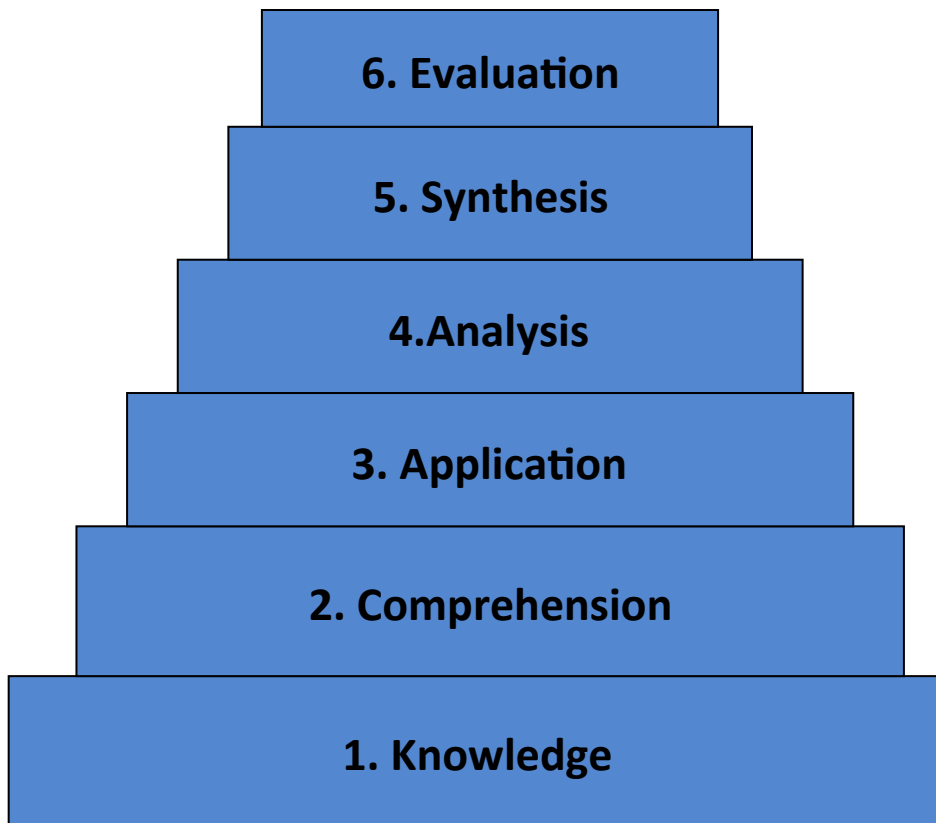 6. Evaluation
5. Synthesis
4.Analysis
3. Application
2. Comprehension
1. Knowledge